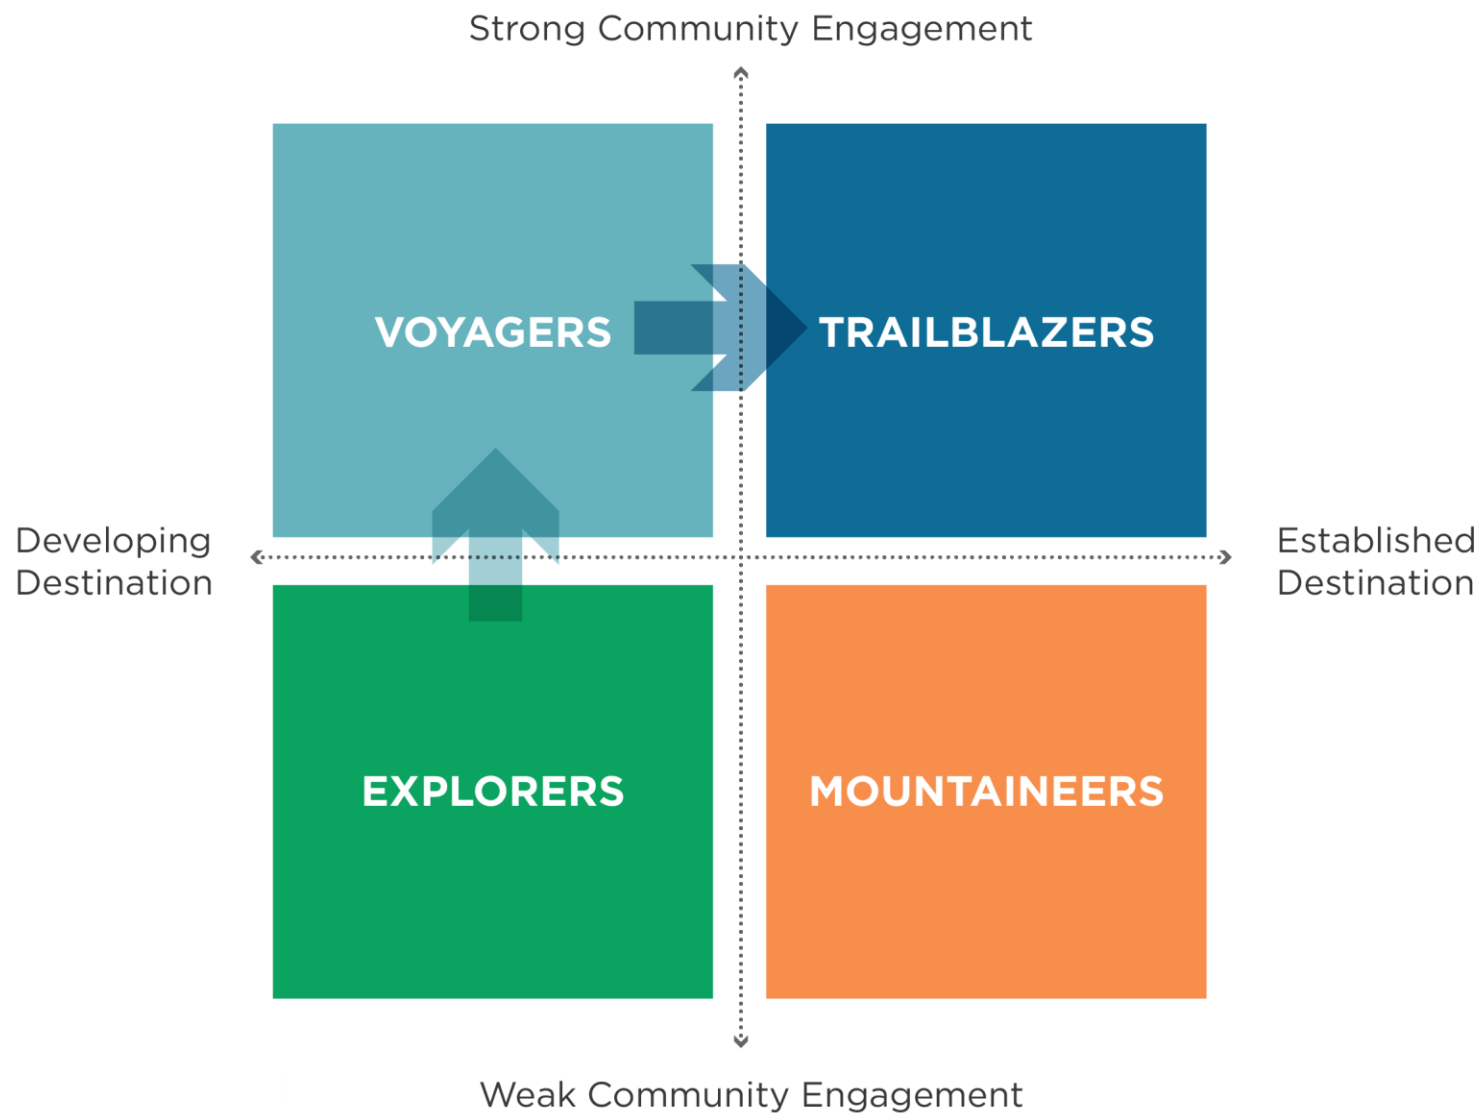 Strong Community Engagement
VOYAGERS
TRAILBLAZERS
Developing
Destination
Established
Destination
EXPLORERS
MOUNTAINEERS
Weak Community Engagement